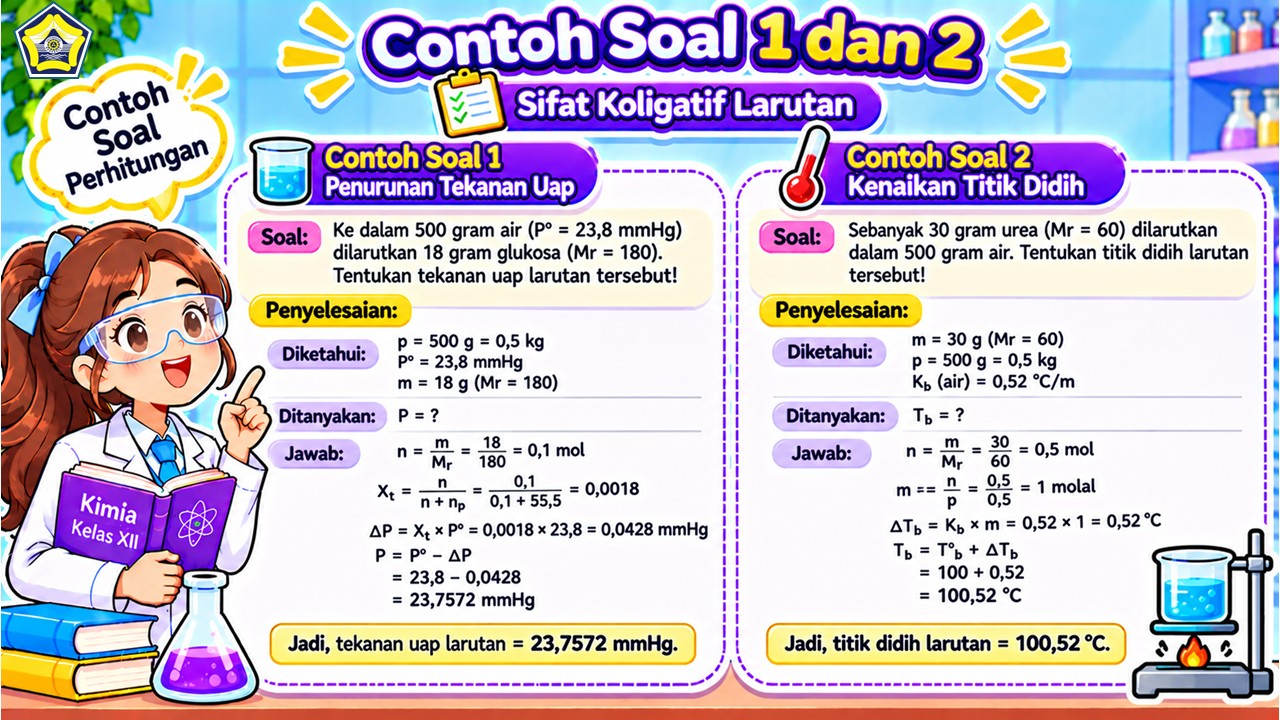 Contoh Soal 1 dan 2
Sifat Koligatif Larutan
Contoh
Soal
Perhitungan
Contoh Soal 1
Penurunan Tekanan Uap
Soal: Ke dalam 500 gram air (P° = 23,8 mmHg)
dilarutkan 18 gram glukosa (Mr = 180).
Tentukan tekanan uap larutan tersebut!
Penyelesaian:
Diketahui: p = 500 g = 0,5 kg
P° = 23,8 mmHg
m = 18 g (Mr = 180)
Ditanyakan: P = ?
Jawab: n = m/Mr = 18/180 = 0,1 mol
Xt = n/(n + np) = 0,1/(0,1 + 55,5) = 0,0018
ΔP = Xt × P° = 0,0018 × 23,8 = 0,0428 mmHg
P = P° − ΔP
= 23,8 − 0,0428
= 23,7572 mmHg
Jadi, tekanan uap larutan = 23,7572 mmHg.
Contoh Soal 2
Kenaikan Titik Didih
Soal: Sebanyak 30 gram urea (Mr = 60) dilarutkan
dalam 500 gram air. Tentukan titik didih larutan
tersebut!
Penyelesaian:
Diketahui: m = 30 g (Mr = 60)
p = 500 g = 0,5 kg
Kb (air) = 0,52 °C/m
Ditanyakan: Tb = ?
Jawab: n = m/Mr = 30/60 = 0,5 mol
m == n/p = 0,5/0,5 = 1 molal
ΔTb = Kb × m = 0,52 × 1 = 0,52 °C
Tb = T°b + ΔTb
= 100 + 0,52
= 100,52 °C
Jadi, titik didih larutan = 100,52 °C.
Kimia
Kelas XII